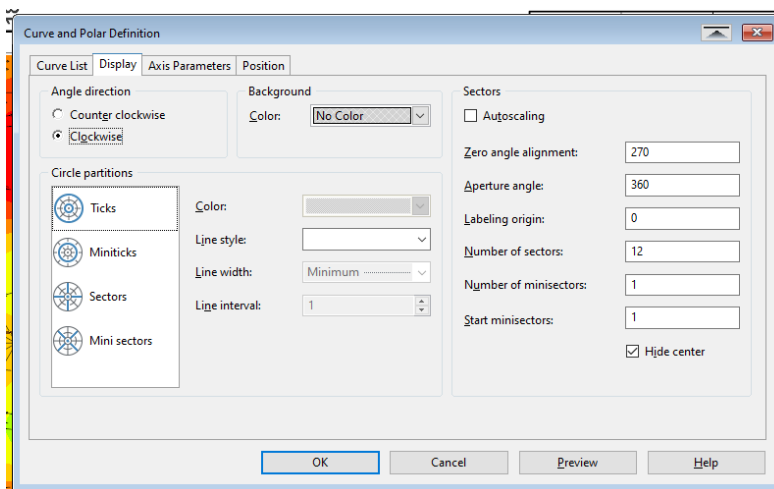 Curve and Polar Definition
Curve List Display Axis Parameters Position
Angle direction
Counter clockwise
Clockwise
Background
Color: No Color
Circle partitions
Ticks
Miniticks
Sectors
Mini sectors
Color:
Line style:
Line width: Minimum
Line interval: 1
Sectors
Autoscaling
Zero angle alignment: 270
Aperture angle: 360
Labeling origin: 0
Number of sectors: 12
Number of minisectors: 1
Start minisectors: 1
Hide center
OK Cancel Preview Help